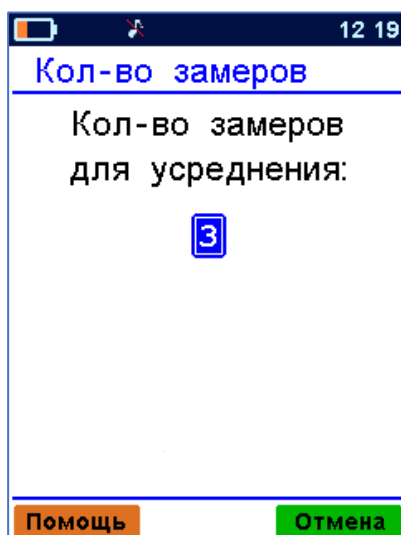 12 19
Кол-во замеров
Кол-во замеров
для усреднения:
3
Помощь Отмена